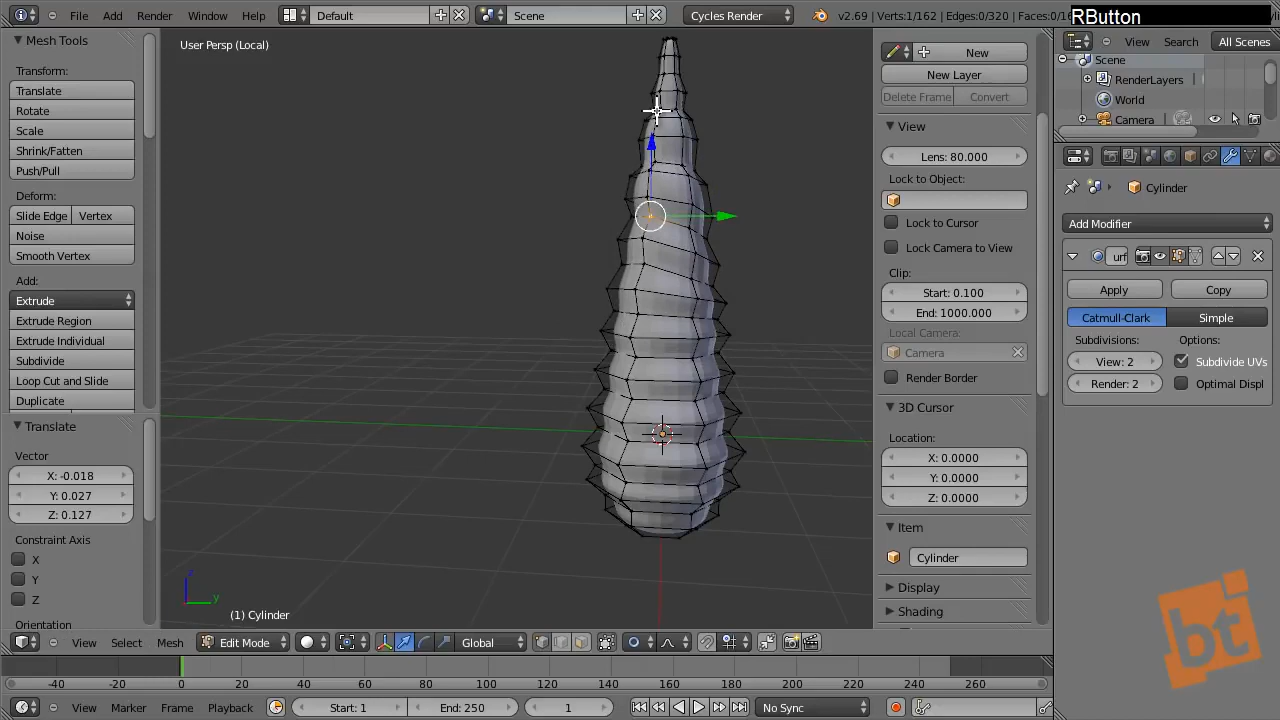 File Add Render Window Help Default Scene Cycles Render v2.69 | Verts:1/162 | Edges:0/320 | Faces:0/
RButton
Mesh Tools
Transform:
Translate
Rotate
Scale
Shrink/Fatten
Push/Pull
Deform:
Slide Edge Vertex
Noise
Smooth Vertex
Add:
Extrude
Extrude Region
Extrude Individual
Subdivide
Loop Cut and Slide
Duplicate
Translate
Vector
X: -0.018
Y: 0.027
Z: 0.127
Constraint Axis
X
Y
Z
Orientation
User Persp (Local)
z
y
(1) Cylinder
New
New Layer
Delete Frame Convert
View
Lens: 80.000
Lock to Object:
Lock to Cursor
Lock Camera to View
Clip:
Start: 0.100
End: 1000.000
Local Camera:
Camera
Render Border
3D Cursor
Location:
X: 0.0000
Y: 0.0000
Z: 0.0000
Item
Cylinder
Display
Shading
View Search All Scenes
Scene
RenderLayers
World
Camera
Cylinder
Add Modifier
urf
Apply Copy
Catmull-Clark Simple
Subdivisions: Options:
View: 2 Subdivide UVs
Render: 2 Optimal Displ
bt
View Select Mesh Edit Mode Global
-40 -20 0 20 40 60 80 100 120 140 160 180 200 220 240 260
View Marker Frame Playback Start: 1 End: 250 1 No Sync